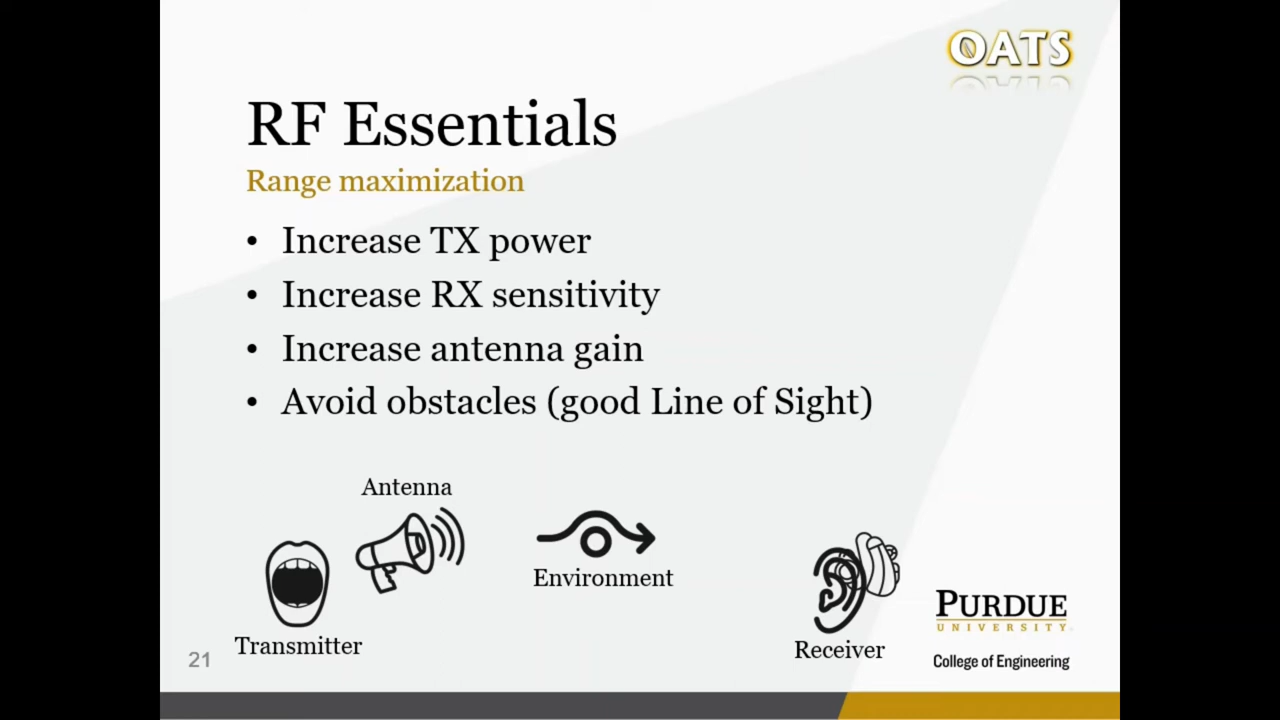 OATS
RF Essentials
Range maximization
• Increase TX power
• Increase RX sensitivity
• Increase antenna gain
• Avoid obstacles (good Line of Sight)
Antenna
Environment
Transmitter
Receiver
21
PURDUE
UNIVERSITY
College of Engineering